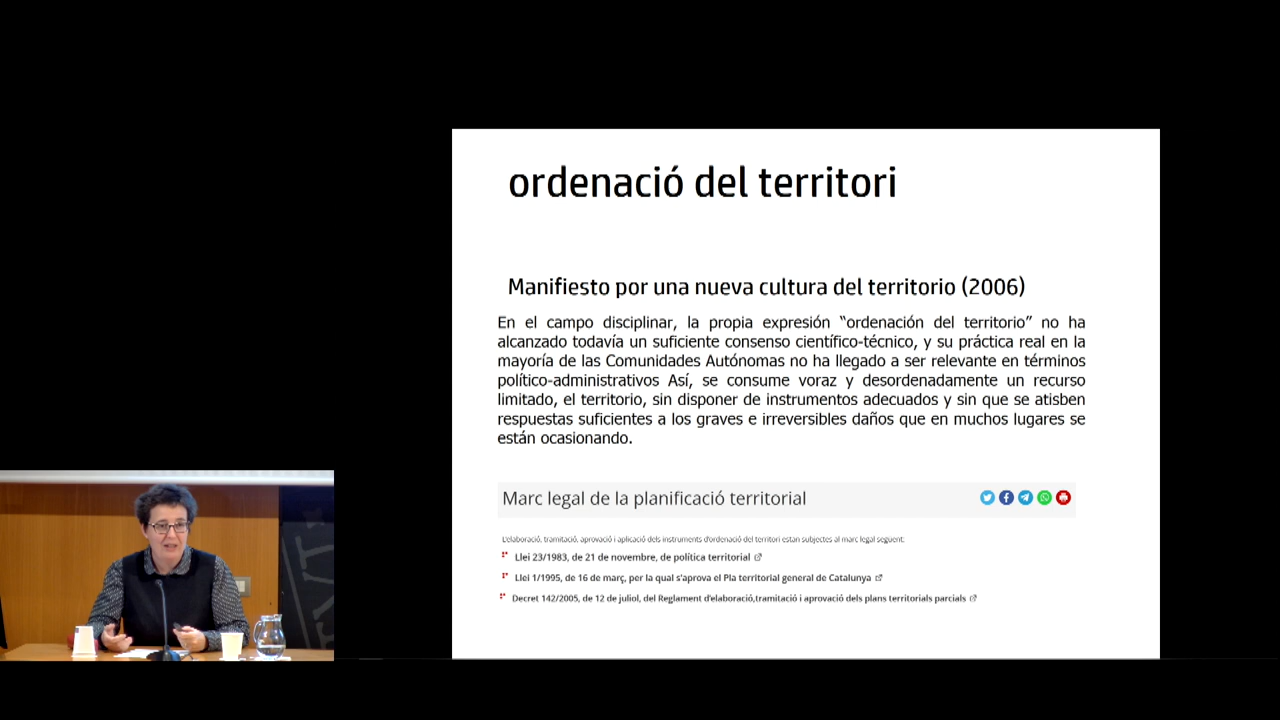 ordenació del territori
Manifiesto por una nueva cultura del territorio (2006)
En el campo disciplinar, la propia expresión “ordenación del territorio” no ha
alcanzado todavía un suficiente consenso científico-técnico, y su práctica real en la
mayoría de las Comunidades Autónomas no ha llegado a ser relevante en términos
político-administrativos Así, se consume voraz y desordenadamente un recurso
limitado, el territorio, sin disponer de instrumentos adecuados y sin que se atisben
respuestas suficientes a los graves e irreversibles daños que en muchos lugares se
están ocasionando.
Marc legal de la planificació territorial
L'elaboració, tramitació, aprovació i aplicació dels instruments d'ordenació del territori estan subjectes al marc legal següent:
Llei 23/1983, de 21 de novembre, de política territorial
Llei 1/1995, de 16 de març, per la qual s'aprova el Pla territorial general de Catalunya
Decret 142/2005, de 12 de juliol, del Reglament d'elaboració,tramitació i aprovació dels plans territorials parcials